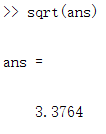 >> sqrt(ans)
ans =
3.3764